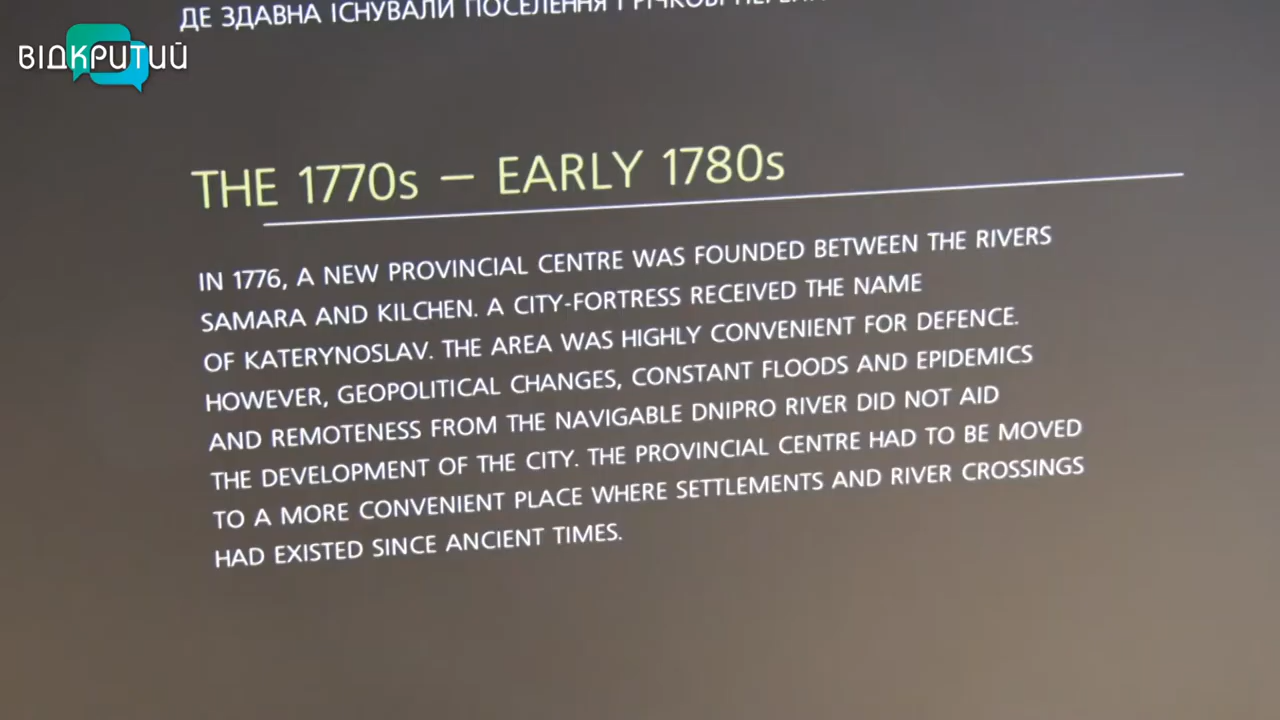 ДЕ ЗДАВНА ІСНУВАЛИ ПОСЕЛЕННЯ І РІЧКОВІ
ВІДКРИТИЙ
THE 1770s – EARLY 1780s
IN 1776, A NEW PROVINCIAL CENTRE WAS FOUNDED BETWEEN THE RIVERS
SAMARA AND KILCHEN. A CITY-FORTRESS RECEIVED THE NAME
OF KATERYNOSLAV. THE AREA WAS HIGHLY CONVENIENT FOR DEFENCE.
HOWEVER, GEOPOLITICAL CHANGES, CONSTANT FLOODS AND EPIDEMICS
AND REMOTENESS FROM THE NAVIGABLE DNIPRO RIVER DID NOT AID
THE DEVELOPMENT OF THE CITY. THE PROVINCIAL CENTRE HAD TO BE MOVED
TO A MORE CONVENIENT PLACE WHERE SETTLEMENTS AND RIVER CROSSINGS
HAD EXISTED SINCE ANCIENT TIMES.